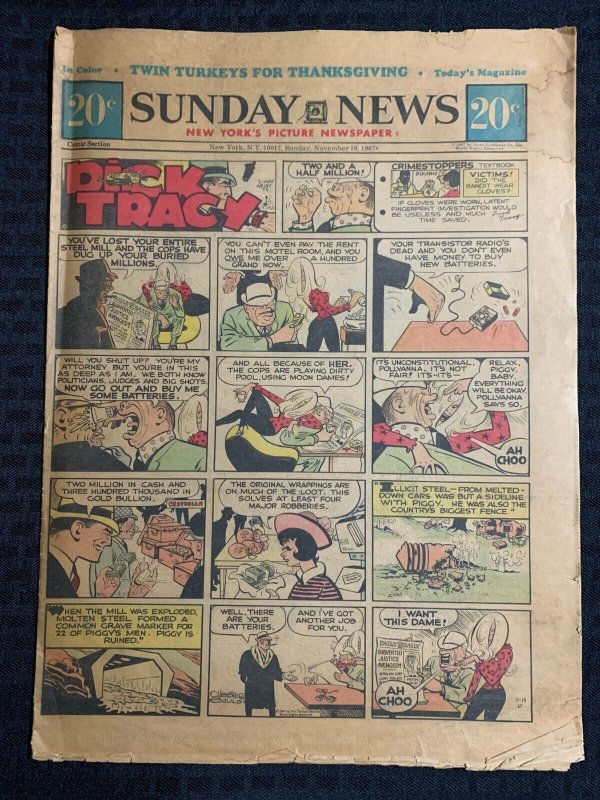 In Color • TWIN TURKEYS FOR THANKSGIVING • Today's Magazine
20¢ SUNDAY NEWS 20¢
NEW YORK'S PICTURE NEWSPAPER
Comic Section
New York, N.Y. 10017, Sunday, November 19, 1967
DICK
TRACY
TWO AND A
HALF MILLION!
CRIMESTOPPERS TEXTBOOK
VICTIMS!
DID THE
BANDIT WEAR
GLOVES?
IF GLOVES WERE WORN, LATENT
FINGERPRINT INVESTIGATION WOULD
BE USELESS AND MUCH
TIME SAVED.
Dick
Tracy
YOU'VE LOST YOUR ENTIRE
STEEL MILL AND THE COPS HAVE
DUG UP YOUR BURIED
MILLIONS.
YOU CAN'T EVEN PAY THE RENT
ON THIS MOTEL ROOM, AND YOU
OWE ME OVER A HUNDRED
GRAND NOW.
YOUR TRANSISTOR RADIO'S
DEAD AND YOU DON'T EVEN
HAVE MONEY TO BUY
NEW BATTERIES.
WILL YOU SHUT UP? YOU'RE MY
ATTORNEY BUT YOU'RE IN THIS
AS DEEP AS I AM. WE BOTH KNOW
POLITICIANS, JUDGES AND BIG SHOTS.
NOW GO OUT AND BUY ME
SOME BATTERIES.
AND ALL BECAUSE OF HER.
THE COPS ARE PLAYING DIRTY
POOL, USING MOON DAMES!
IT'S UNCONSTITUTIONAL,
POLLYANNA. IT'S NOT
FAIR! IT'S—IT'S—
RELAX,
PIGGY,
BABY.
EVERYTHING
WILL BE OKAY.
POLLYANNA
SAYS SO.
AH
CHOO
TWO MILLION IN CASH AND
THREE HUNDRED THOUSAND IN
GOLD BULLION.
CUSTODIAN
THE ORIGINAL WRAPPINGS ARE
ON MUCH OF THE LOOT. THIS
SOLVES AT LEAST FOUR
MAJOR ROBBERIES.
"ILLICIT STEEL—FROM MELTED-
DOWN CARS WAS BUT A SIDELINE
WITH PIGGY. HE WAS ALSO THE
COUNTRY'S BIGGEST FENCE."
"WHEN THE MILL WAS EXPLODED,
MOLTEN STEEL FORMED A
COMMON GRAVE MARKER FOR
22 OF PIGGY'S MEN. PIGGY IS
RUINED."
WELL, THERE
ARE YOUR
BATTERIES.
AND I'VE GOT
ANOTHER JOB
FOR YOU.
CHESTER
GOULD
I WANT
THIS DAME!
SUBVERTED
JUSTICE
AVENGED!
AH
CHOO
11-19
67